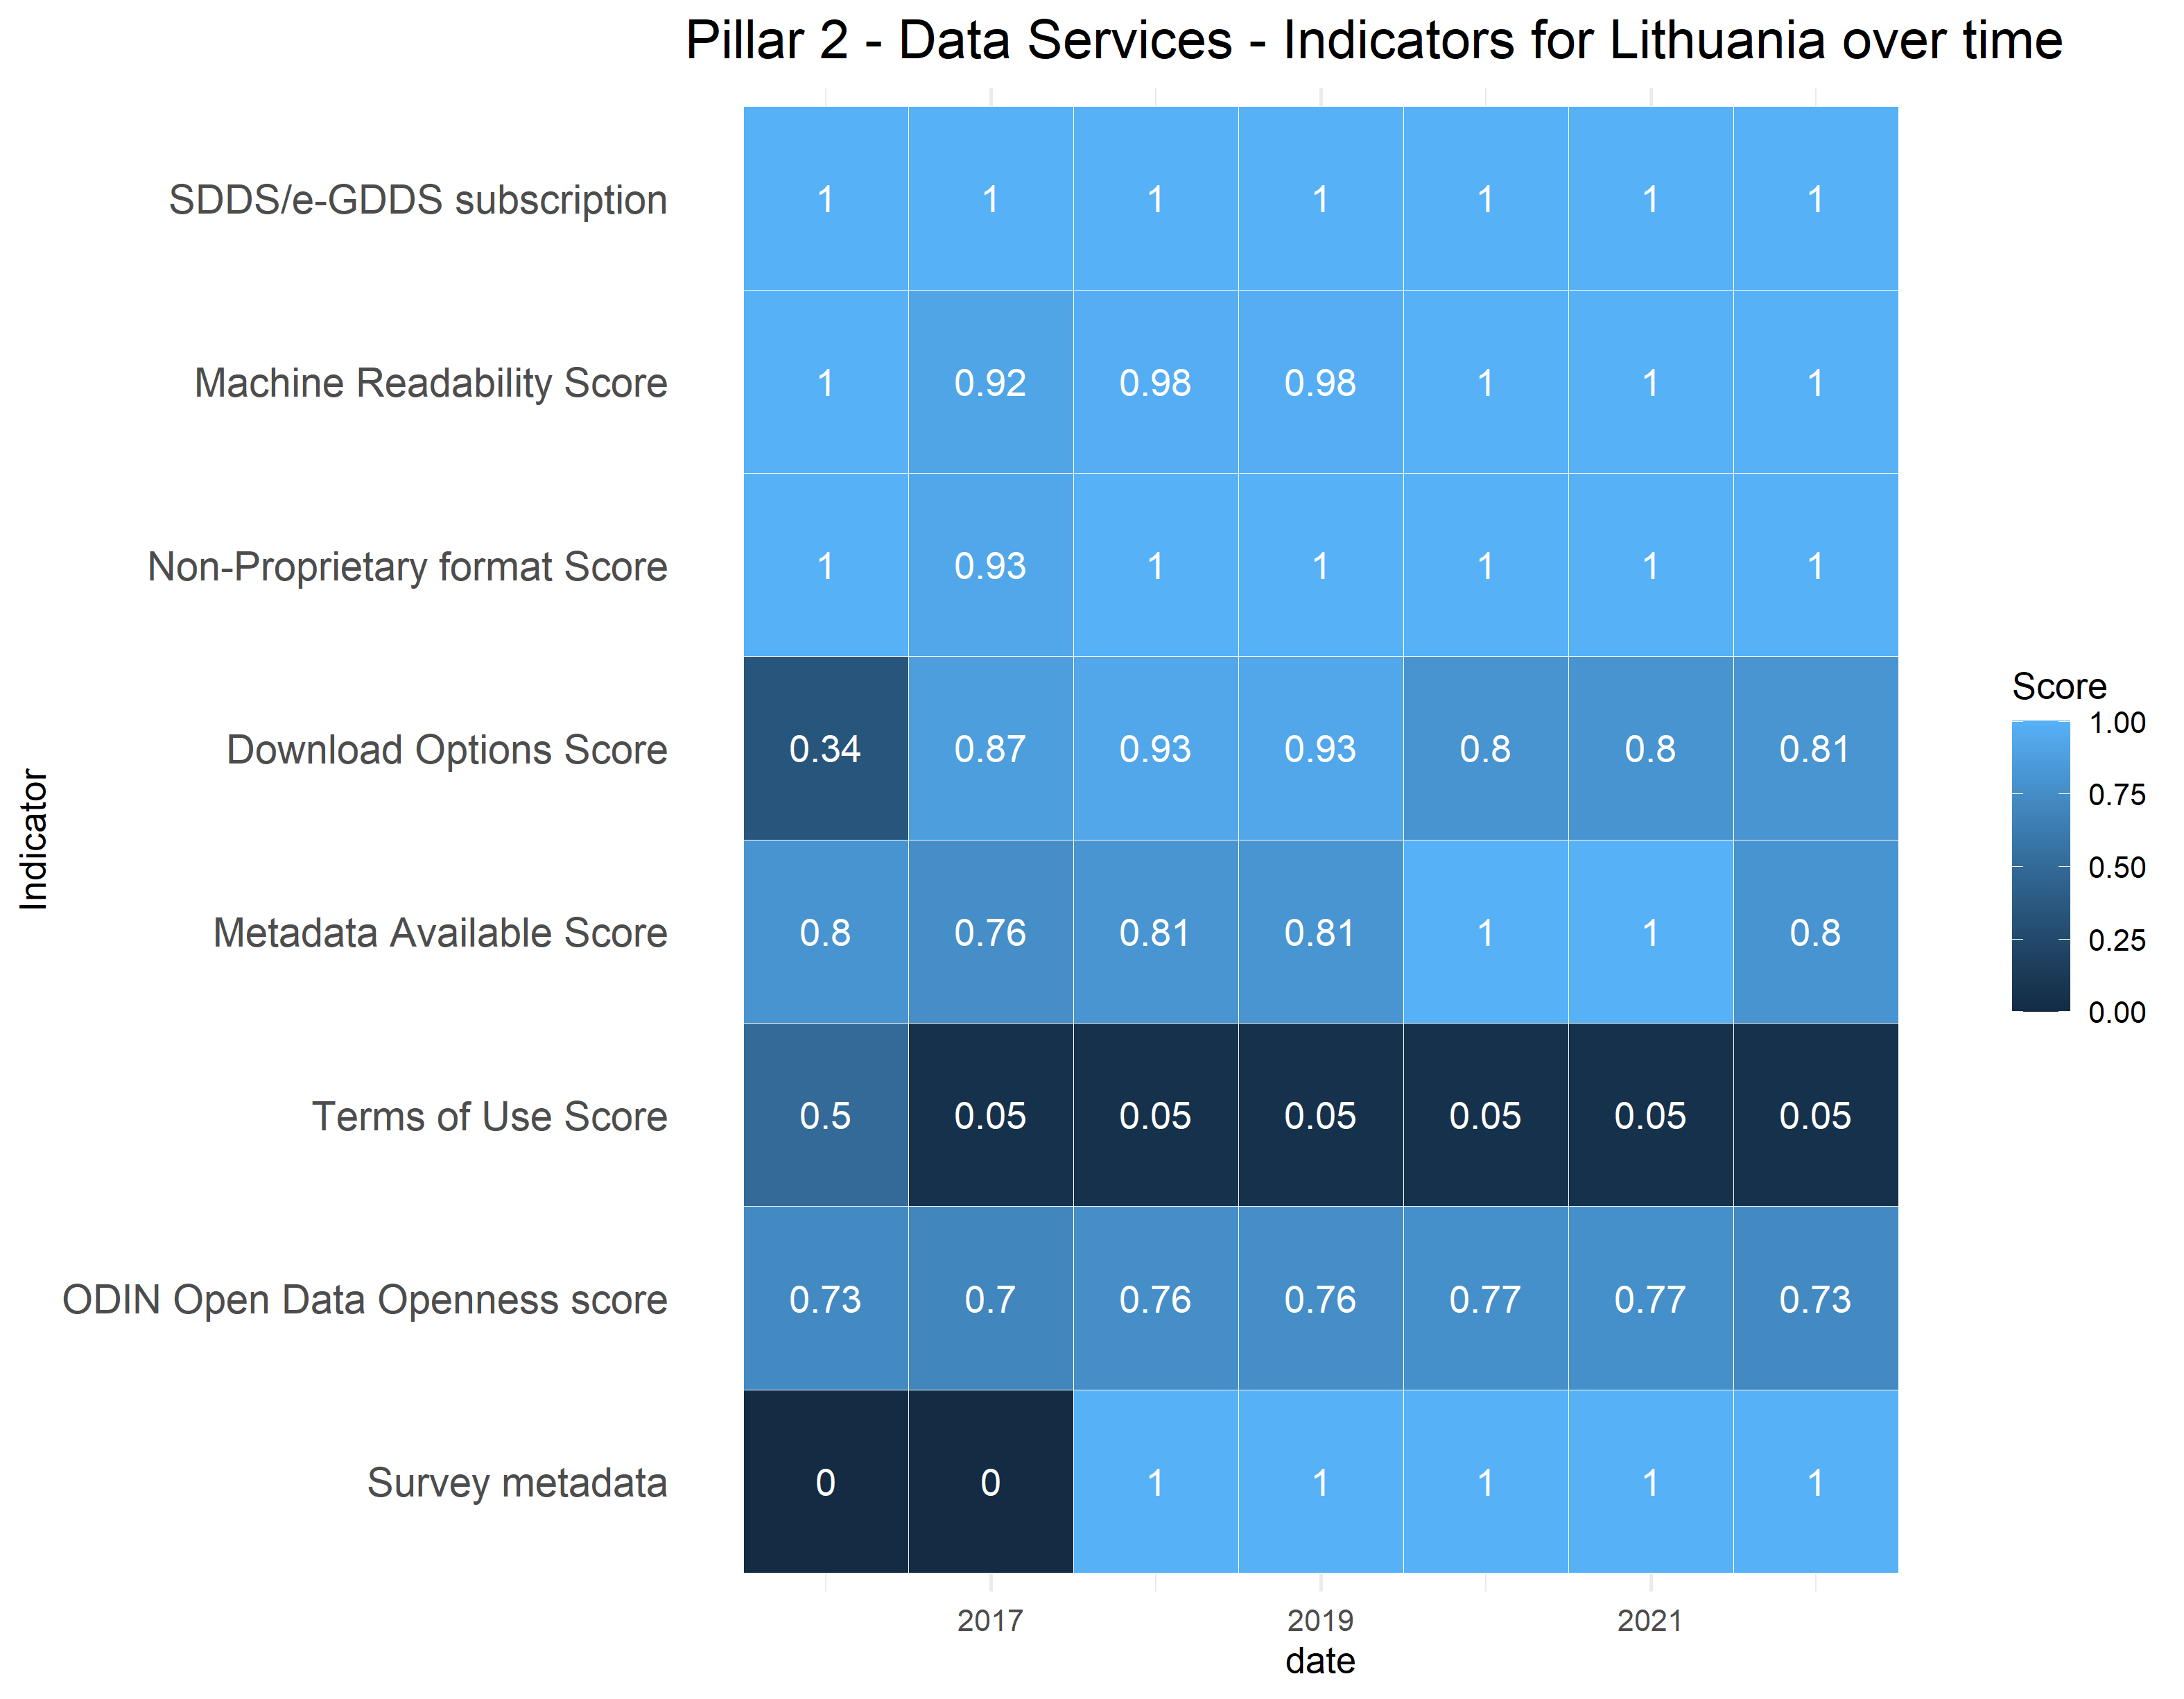 Pillar 2 - Data Services - Indicators for Lithuania over time
Indicator
SDDS/e-GDDS subscription 1 1 1 1 1 1 1
Machine Readability Score 1 0.92 0.98 0.98 1 1 1
Non-Proprietary format Score 1 0.93 1 1 1 1 1
Download Options Score 0.34 0.87 0.93 0.93 0.8 0.8 0.81
Metadata Available Score 0.8 0.76 0.81 0.81 1 1 0.8
Terms of Use Score 0.5 0.05 0.05 0.05 0.05 0.05 0.05
ODIN Open Data Openness score 0.73 0.7 0.76 0.76 0.77 0.77 0.73
Survey metadata 0 0 1 1 1 1 1
2017 2019 2021
date
Score
1.00
0.75
0.50
0.25
0.00